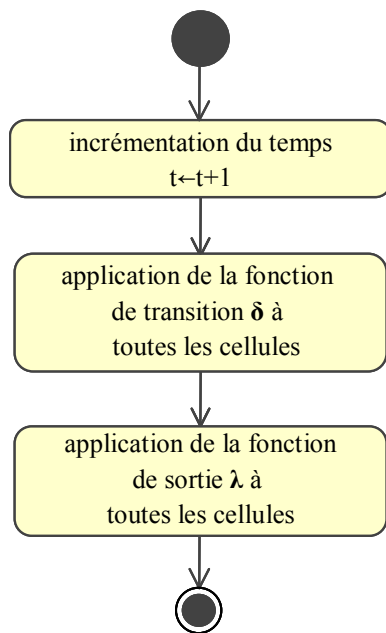 incrémentation du temps
t←t+1
application de la fonction
de transition δ à
toutes les cellules
application de la fonction
de sortie λ à
toutes les cellules